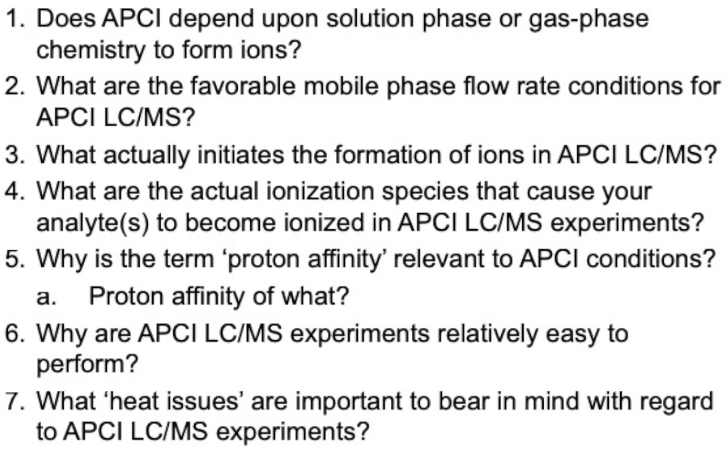 1. Does APCI depend upon solution phase or gas-phase
chemistry to form ions?
2. What are the favorable mobile phase flow rate conditions for
APCI LC/MS?
3. What actually initiates the formation of ions in APCI LC/MS?
4. What are the actual ionization species that cause your
analyte(s) to become ionized in APCI LC/MS experiments?
5. Why is the term ‘proton affinity’ relevant to APCI conditions?
a. Proton affinity of what?
6. Why are APCI LC/MS experiments relatively easy to
perform?
7. What ‘heat issues’ are important to bear in mind with regard
to APCI LC/MS experiments?